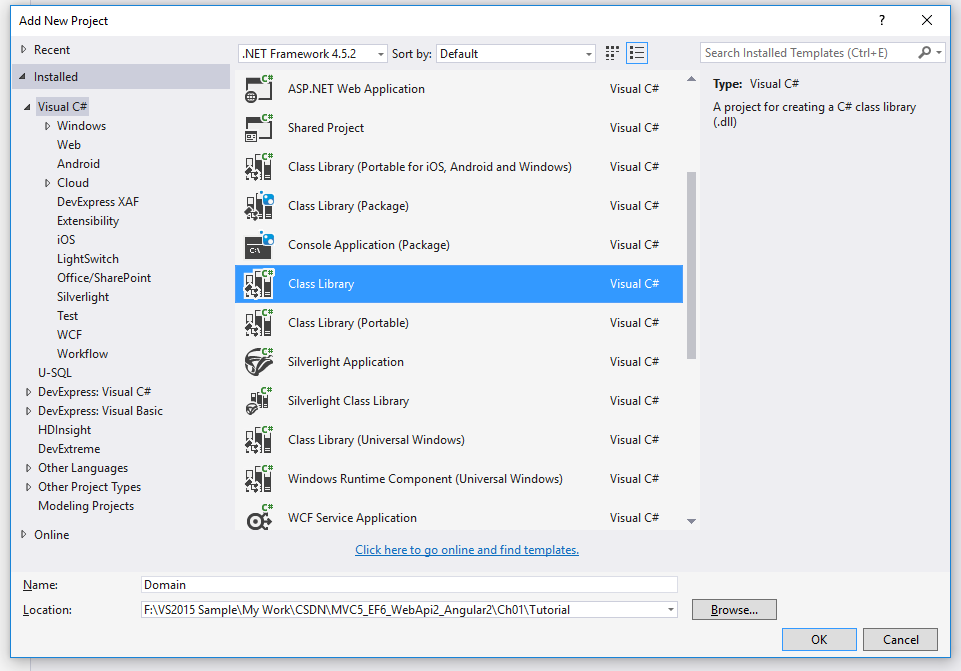 Add New Project
Recent
.NET Framework 4.5.2 Sort by: Default
Search Installed Templates (Ctrl+E)
Installed
Visual C#
Windows
Web
Android
Cloud
DevExpress XAF
Extensibility
iOS
LightSwitch
Office/SharePoint
Silverlight
Test
WCF
Workflow
U-SQL
DevExpress: Visual C#
DevExpress: Visual Basic
HDInsight
DevExtreme
Other Languages
Other Project Types
Modeling Projects
Online
ASP.NET Web Application Visual C#
Shared Project Visual C#
Class Library (Portable for iOS, Android and Windows) Visual C#
Class Library (Package) Visual C#
Console Application (Package) Visual C#
Class Library Visual C#
Class Library (Portable) Visual C#
Silverlight Application Visual C#
Silverlight Class Library Visual C#
Class Library (Universal Windows) Visual C#
Windows Runtime Component (Universal Windows) Visual C#
WCF Service Application Visual C#
Click here to go online and find templates.
Type: Visual C#
A project for creating a C# class library
(.dll)
Name: Domain
Location: F:\VS2015 Sample\My Work\CSDN\MVC5_EF6_WebApi2_Angular2\Ch01\Tutorial Browse...
OK Cancel